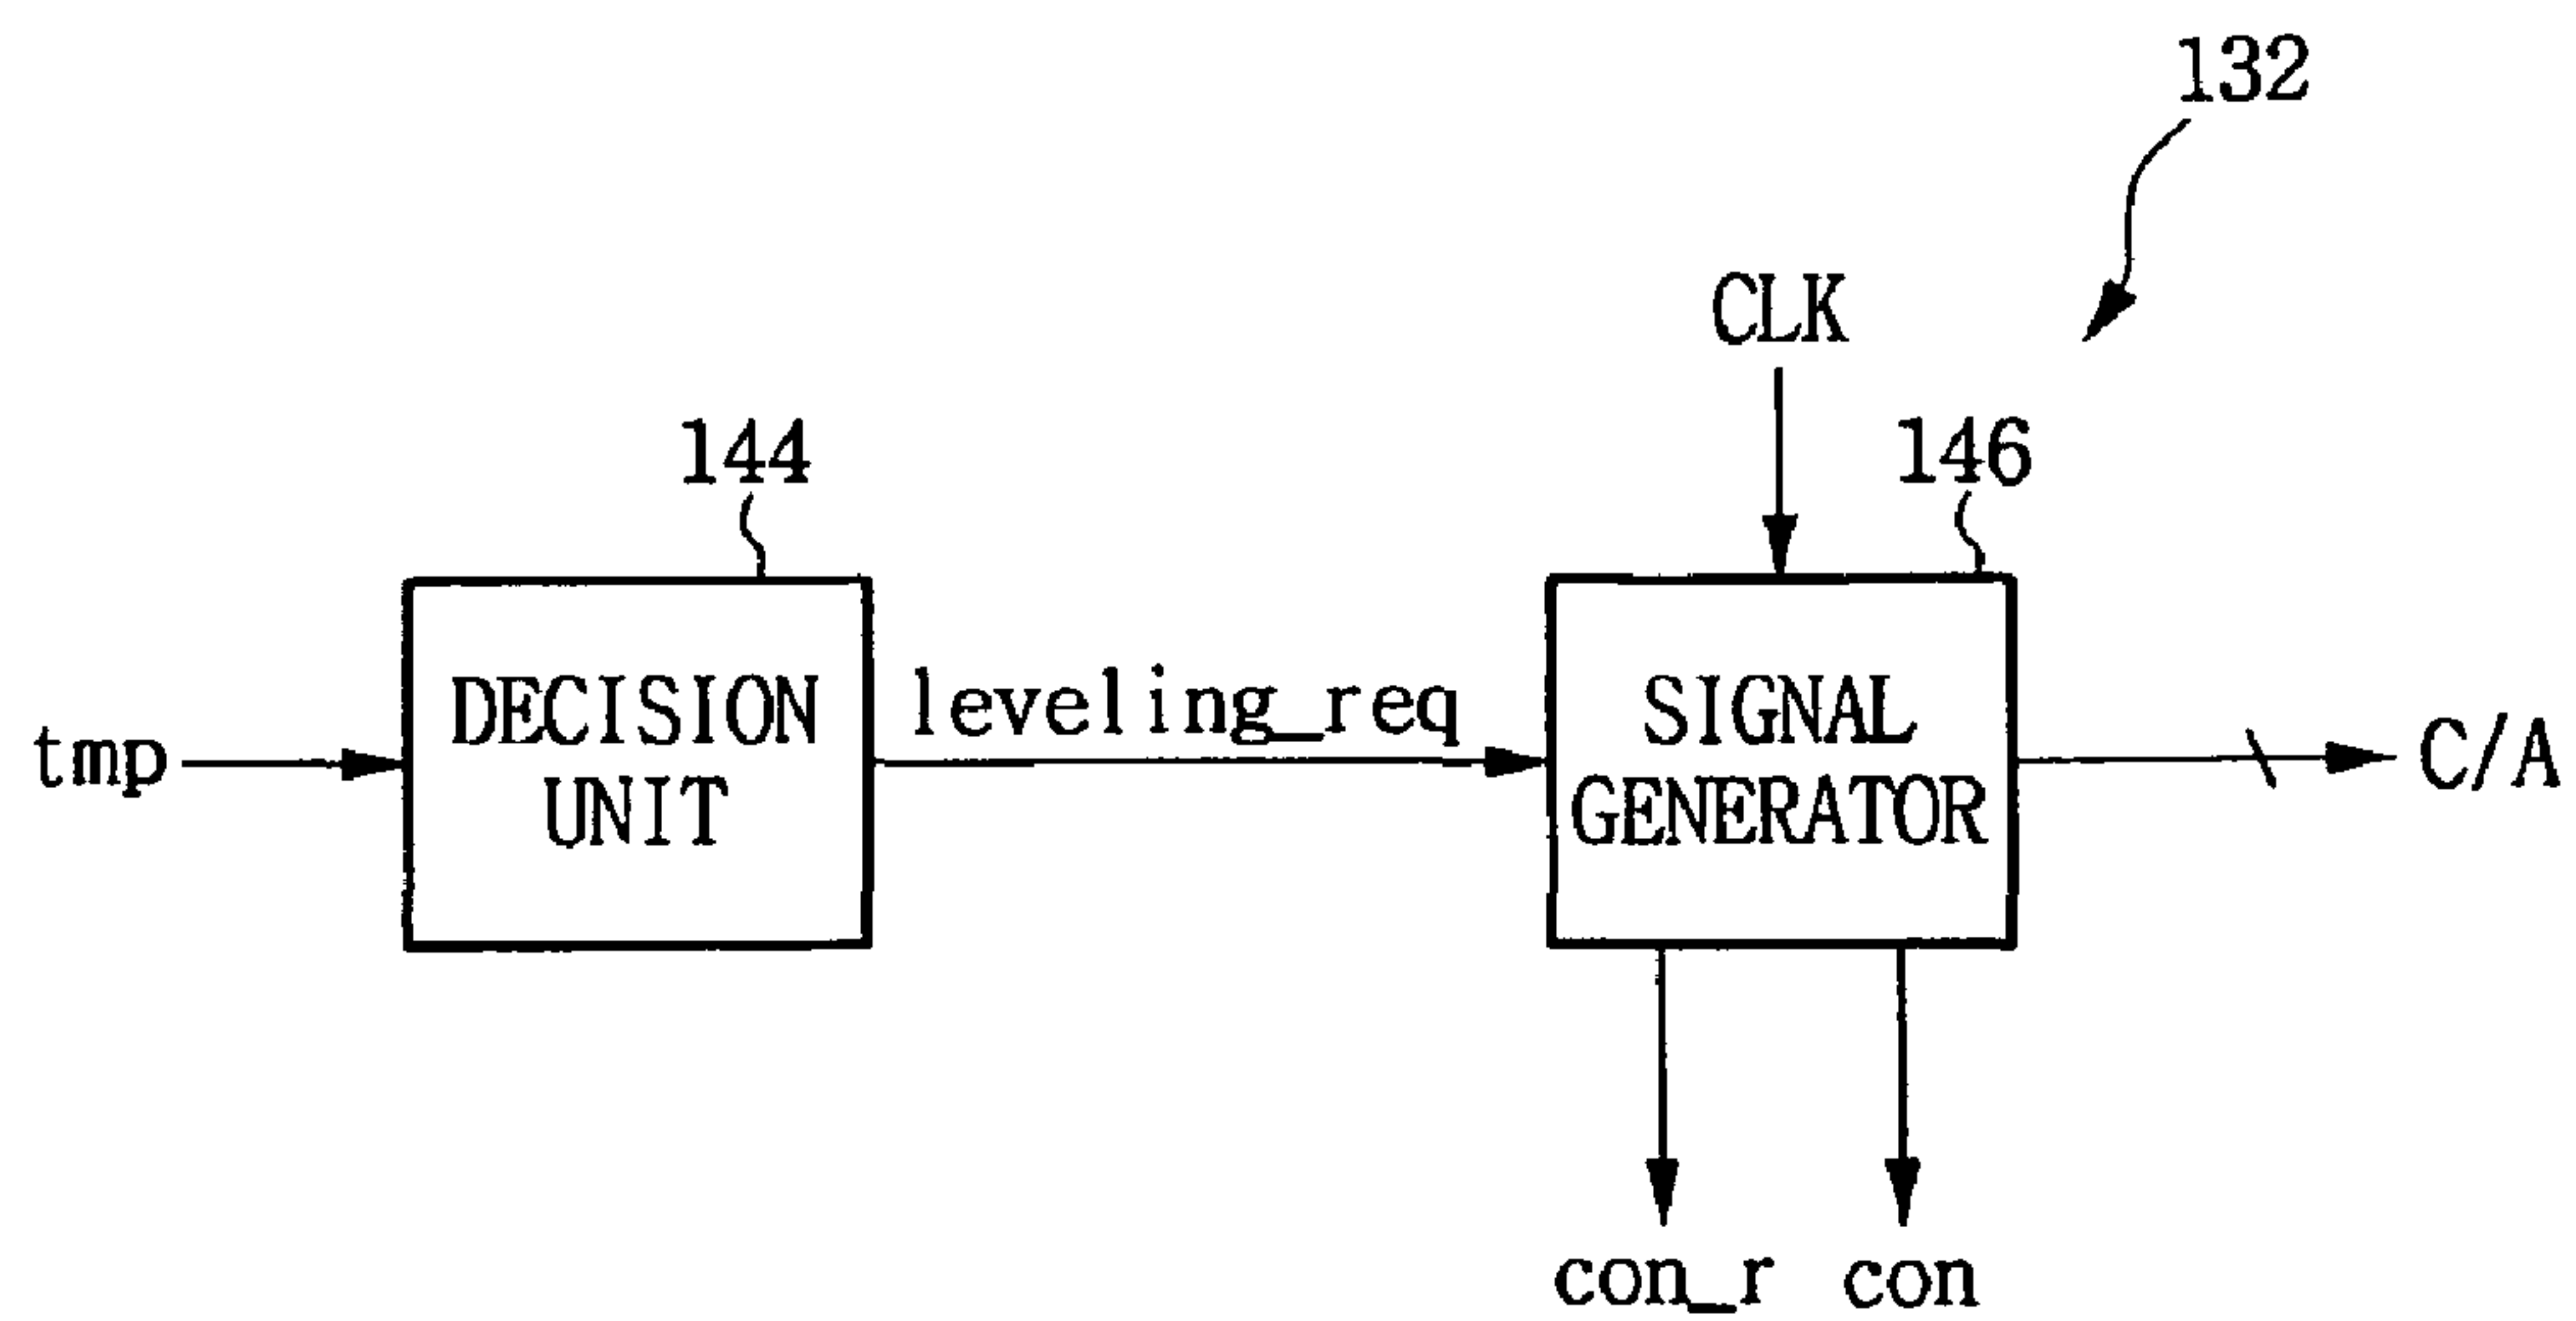 132
CLK
144
146
tmp
DECISION
UNIT
leveling_req
SIGNAL
GENERATOR
C/A
con_r
con